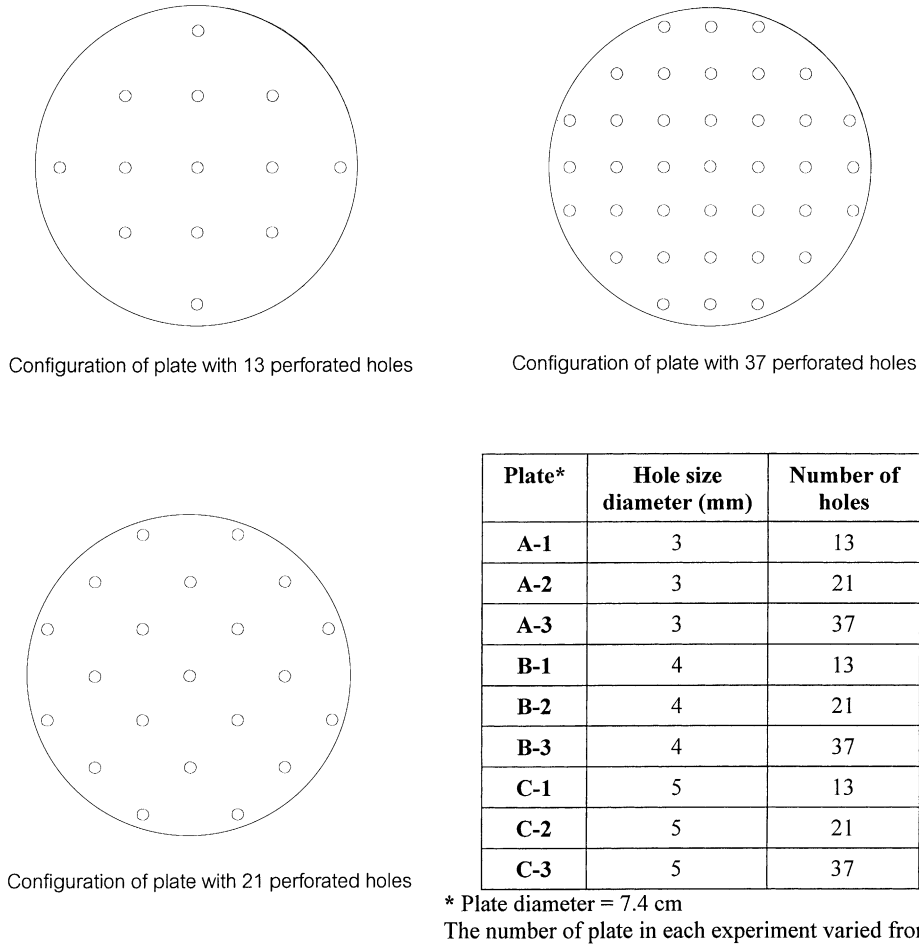 Configuration of plate with 13 perforated holes
Configuration of plate with 37 perforated holes
Configuration of plate with 21 perforated holes
Plate* Hole size diameter (mm) Number of holes
A-1 3 13
A-2 3 21
A-3 3 37
B-1 4 13
B-2 4 21
B-3 4 37
C-1 5 13
C-2 5 21
C-3 5 37
* Plate diameter = 7.4 cm
The number of plate in each experiment varied from